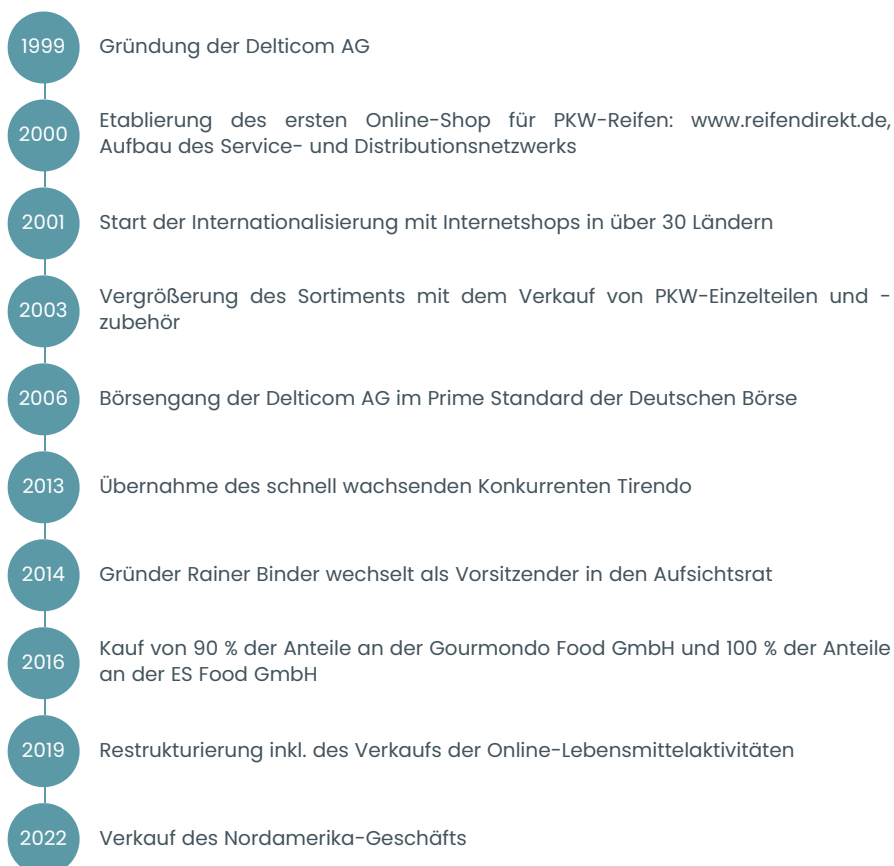 1999 Gründung der Delticom AG
2000 Etablierung des ersten Online-Shop für PKW-Reifen: www.reifendirekt.de,
Aufbau des Service- und Distributionsnetzwerks
2001 Start der Internationalisierung mit Internetshops in über 30 Ländern
2003 Vergrößerung des Sortiments mit dem Verkauf von PKW-Einzelteilen und -
zubehör
2006 Börsengang der Delticom AG im Prime Standard der Deutschen Börse
2013 Übernahme des schnell wachsenden Konkurrenten Tirendo
2014 Gründer Rainer Binder wechselt als Vorsitzender in den Aufsichtsrat
2016 Kauf von 90 % der Anteile an der Gourmondo Food GmbH und 100 % der Anteile
an der ES Food GmbH
2019 Restrukturierung inkl. des Verkaufs der Online-Lebensmittelaktivitäten
2022 Verkauf des Nordamerika-Geschäfts